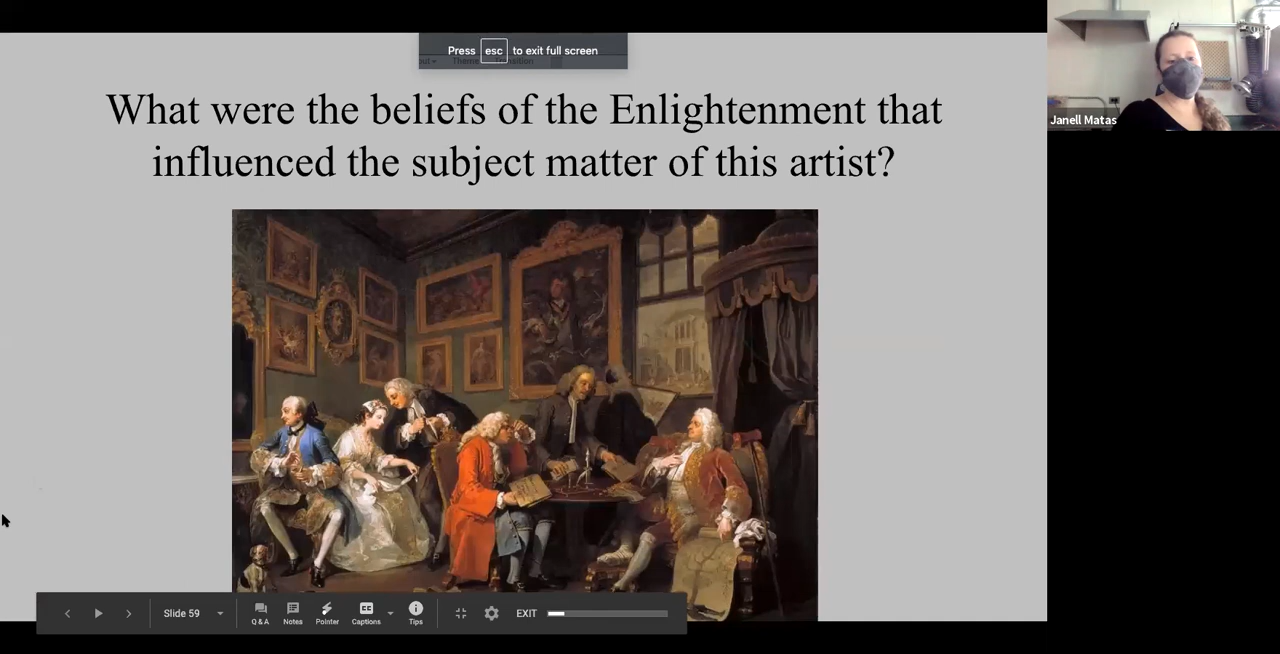 Press esc to exit full screen
What were the beliefs of the Enlightenment that
influenced the subject matter of this artist?
Janell Matas
Slide 59
Q & A
Notes
Pointer
CC
Captions
Tips
EXIT